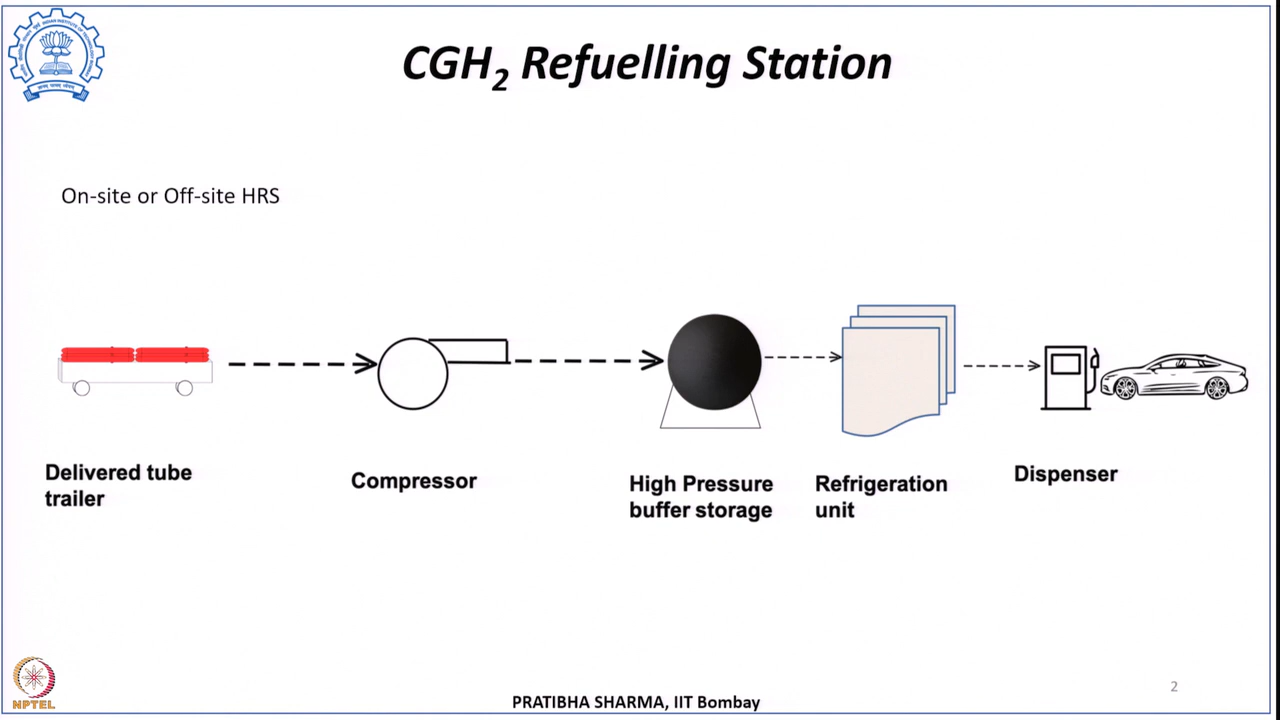 CGH2 Refuelling Station
On-site or Off-site HRS
Delivered tube
trailer
Compressor
High Pressure
buffer storage
Refrigeration
unit
Dispenser
NPTEL
PRATIBHA SHARMA, IIT Bombay
2